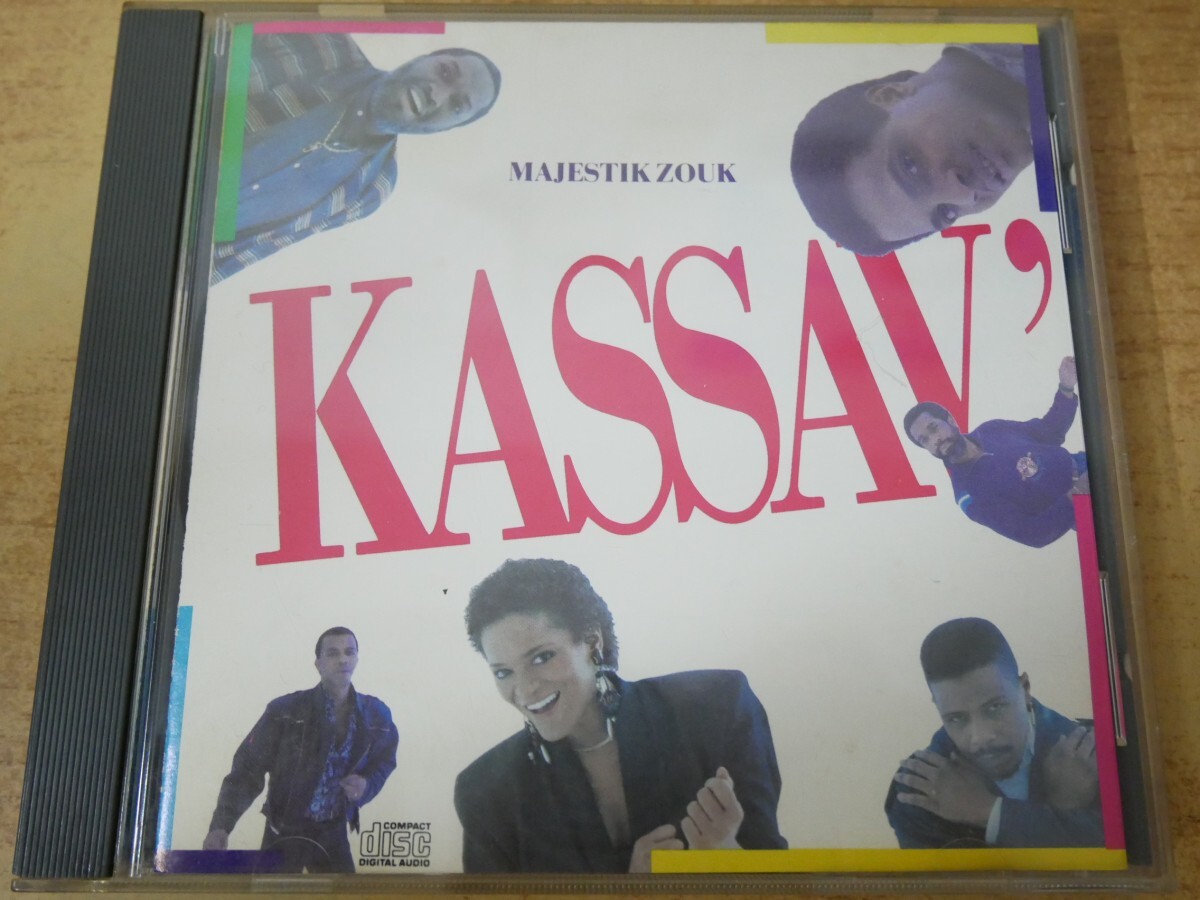 MAJESTIK ZOUK
KASSAV'
COMPACT
disc
DIGITAL AUDIO